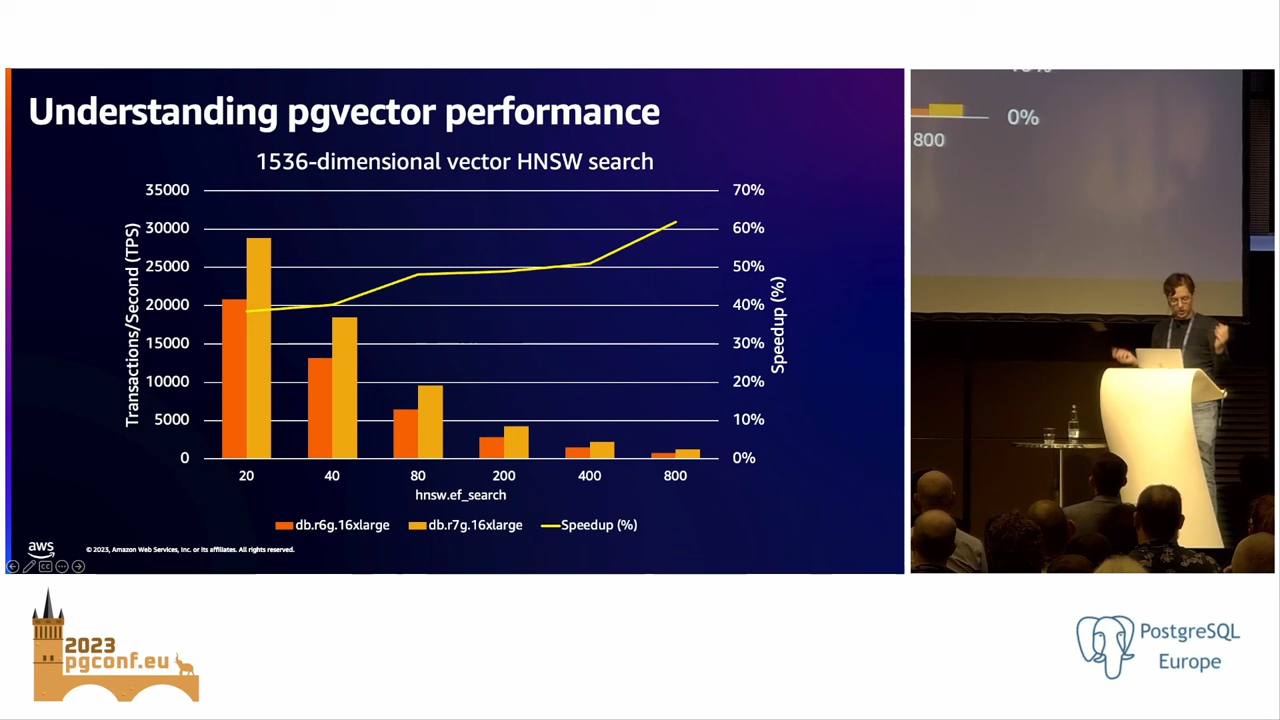 Understanding pgvector performance
1536-dimensional vector HNSW search
35000
30000
25000
20000
15000
10000
5000
0
Transactions/Second (TPS)
70%
60%
50%
40%
30%
20%
10%
0%
Speedup (%)
20 40 80 200 400 800
hnsw.ef_search
db.r6g.16xlarge db.r7g.16xlarge Speedup (%)
aws
© 2023, Amazon Web Services, Inc. or its affiliates. All rights reserved.
CC
0%
800
2023
pgconf.eu
PostgreSQL
Europe